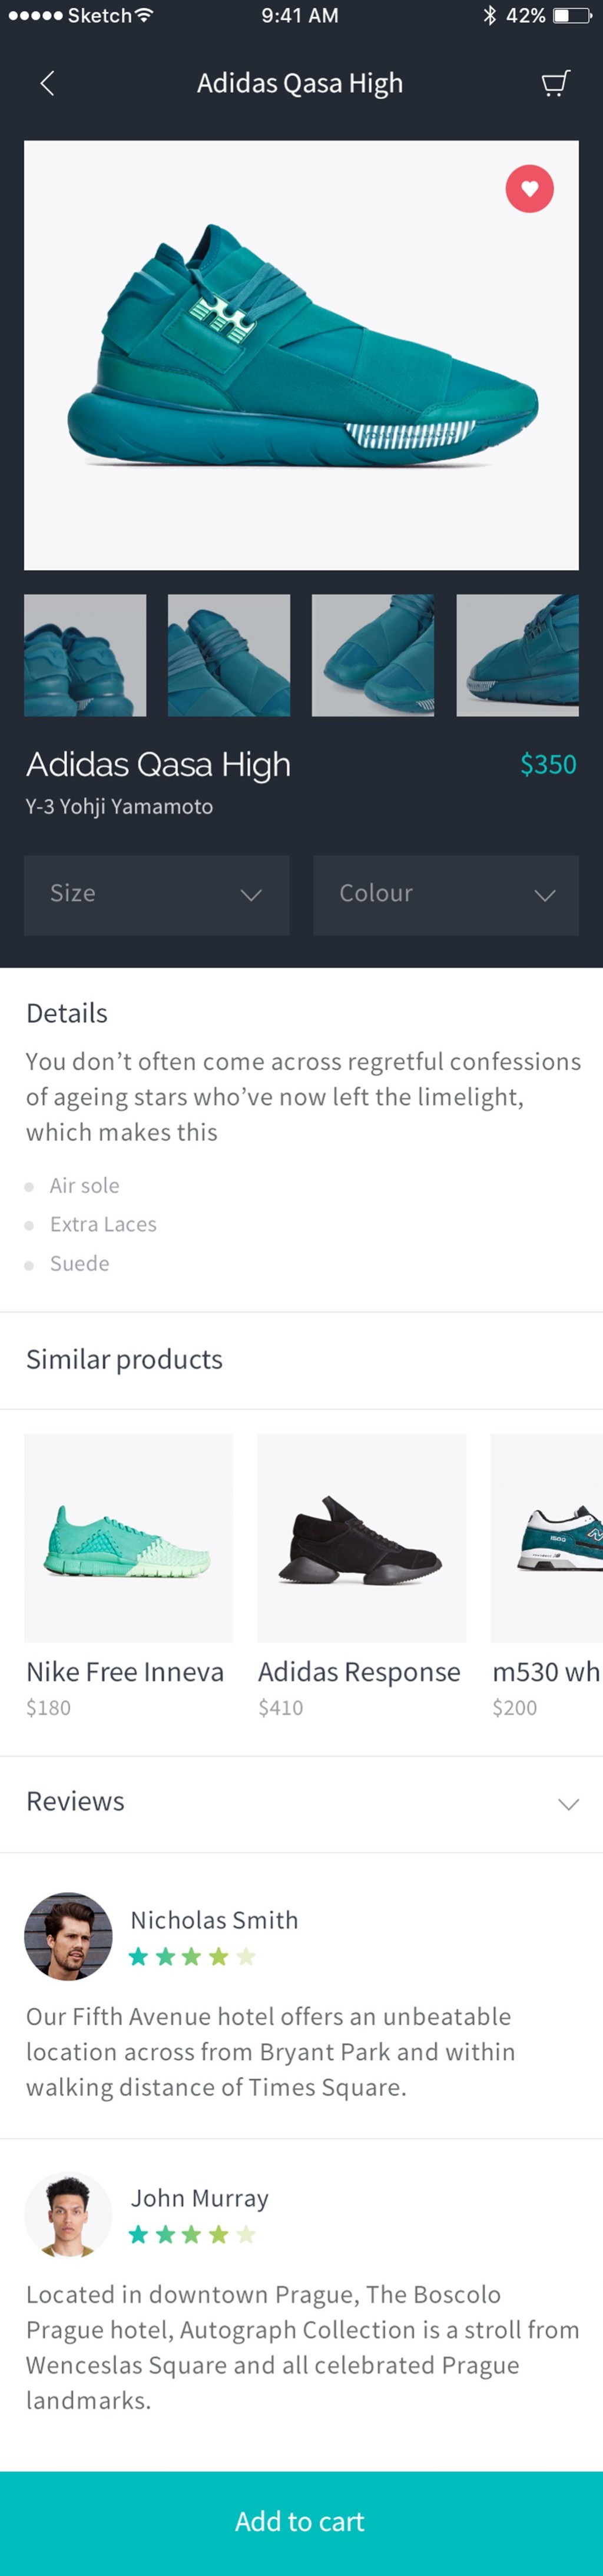 Sketch
9:41 AM
42%
Adidas Qasa High
Adidas Qasa High
$350
Y-3 Yohji Yamamoto
Size
Colour
Details
You don’t often come across regretful confessions
of ageing stars who’ve now left the limelight,
which makes this
Air sole
Extra Laces
Suede
Similar products
1500
Nike Free Inneva
Adidas Response
m530 wh
$180
$410
$200
Reviews
Nicholas Smith
Our Fifth Avenue hotel offers an unbeatable
location across from Bryant Park and within
walking distance of Times Square.
John Murray
Located in downtown Prague, The Boscolo
Prague hotel, Autograph Collection is a stroll from
Wenceslas Square and all celebrated Prague
landmarks.
Add to cart